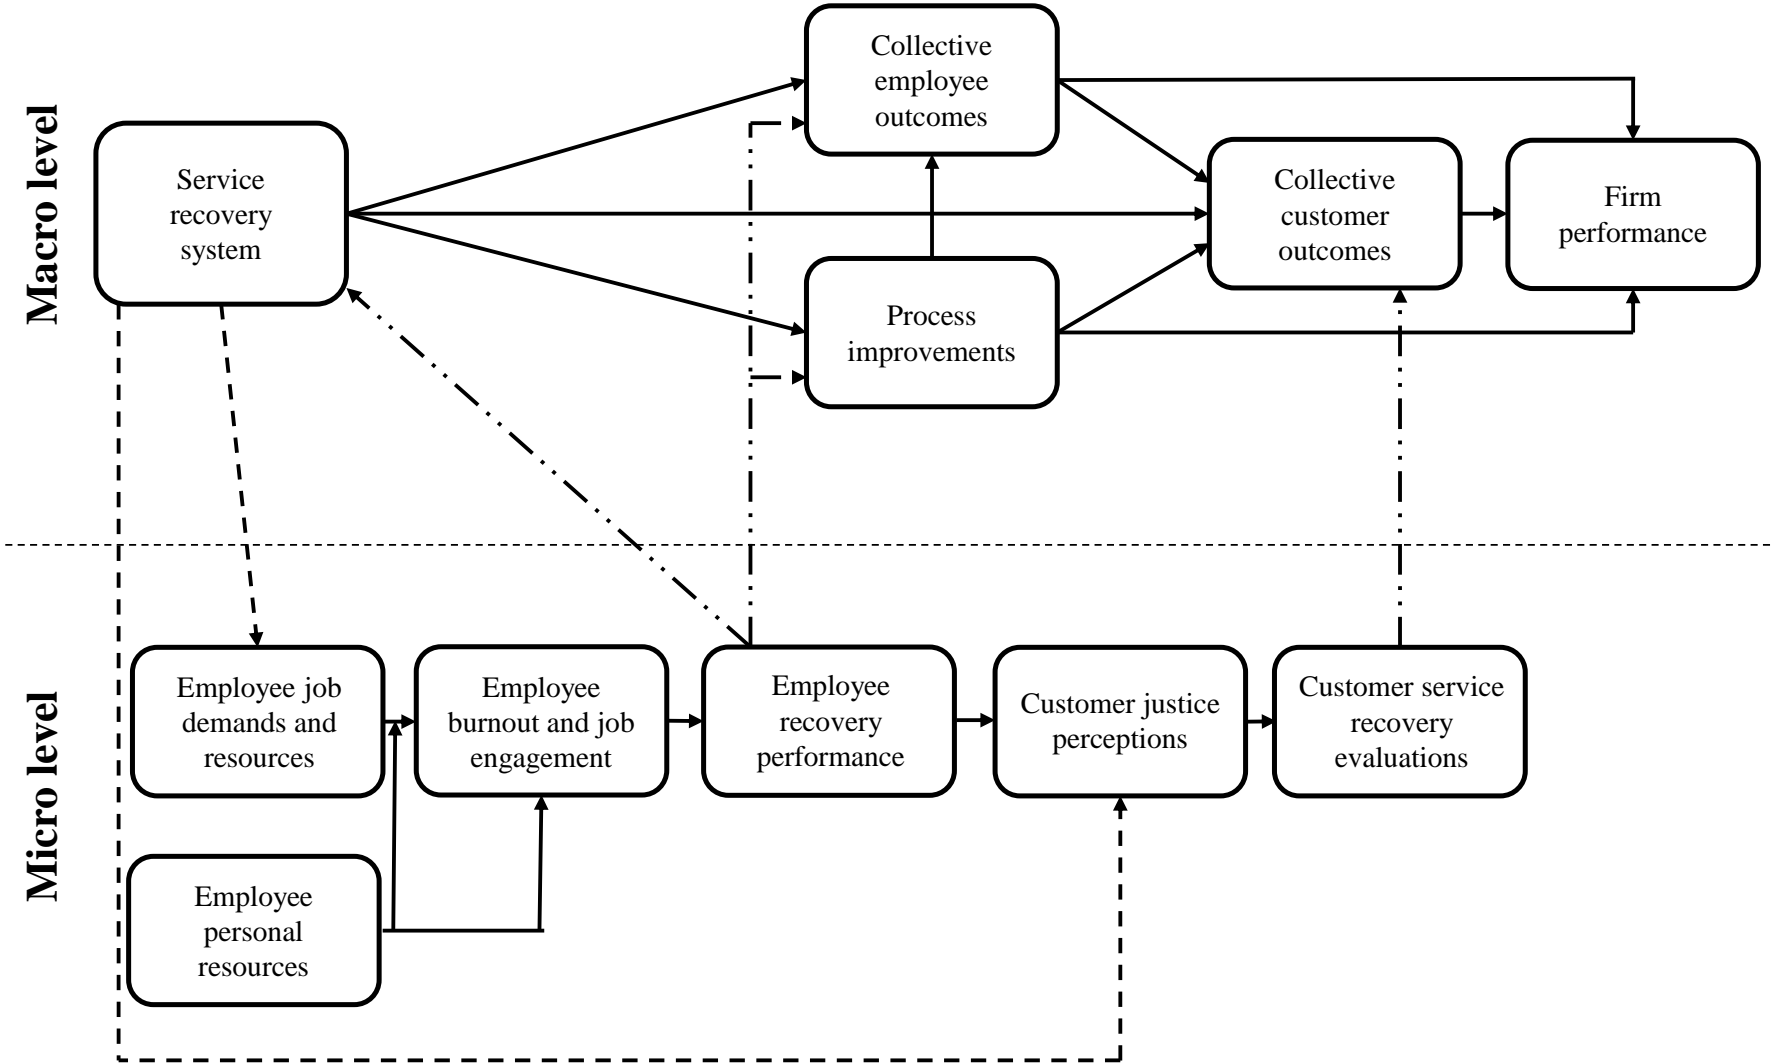 Macro level
Service
recovery
system
Collective
employee
outcomes
Process
improvements
Collective
customer
outcomes
Firm
performance
Micro level
Employee job
demands and
resources
Employee
burnout and job
engagement
Employee
recovery
performance
Customer justice
perceptions
Customer service
recovery
evaluations
Employee
personal
resources